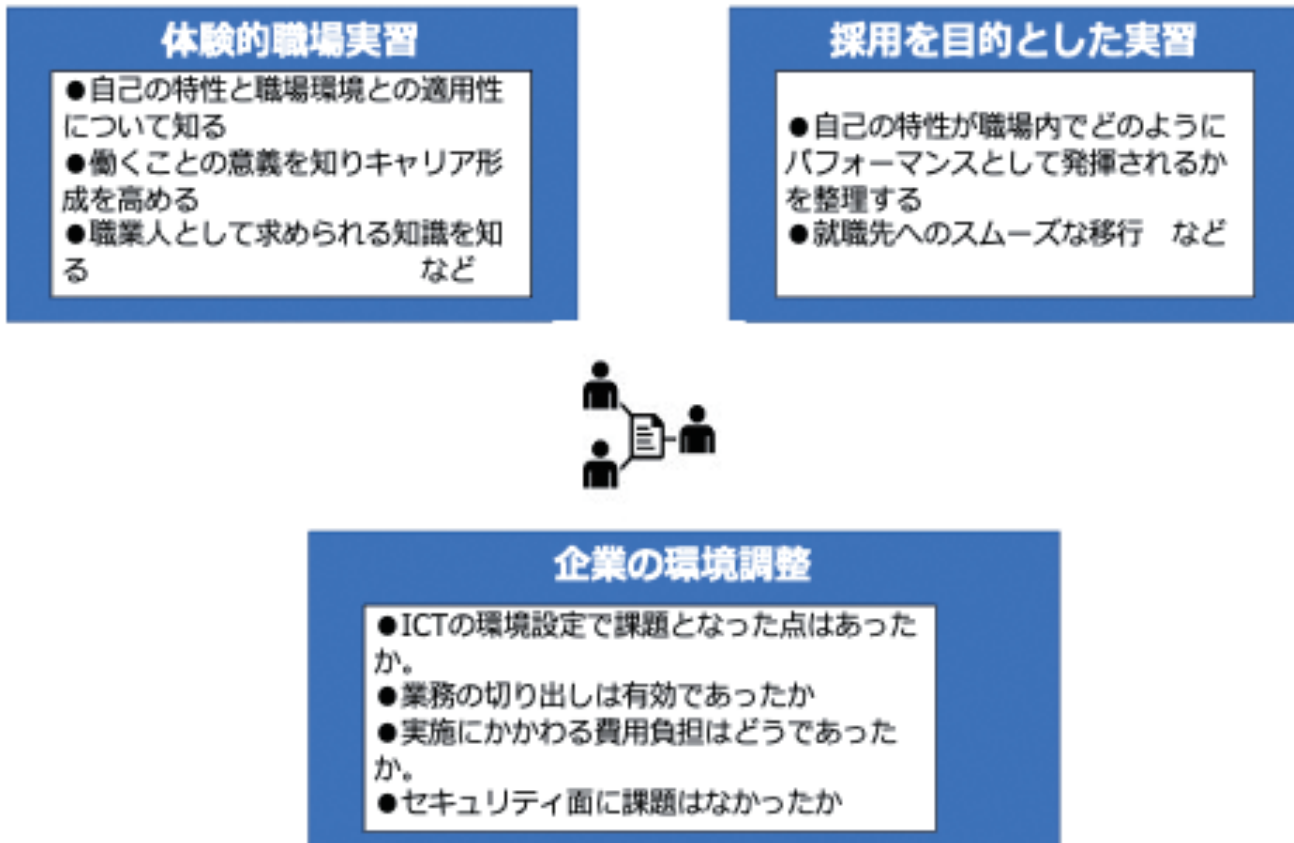 体験的職場実習
●自己の特性と職場環境との適用性
について知る
●働くことの意義を知りキャリア形
成を高める
●職業人として求められる知識を知
る　など
採用を目的とした実習
●自己の特性が職場内でどのように
パフォーマンスとして発揮されるか
を整理する
●就職先へのスムーズな移行　など
企業の環境調整
●ICTの環境設定で課題となった点はあった
か。
●業務の切り出しは有効であったか
●実施にかかわる費用負担はどうであった
か。
●セキュリティ面に課題はなかったか